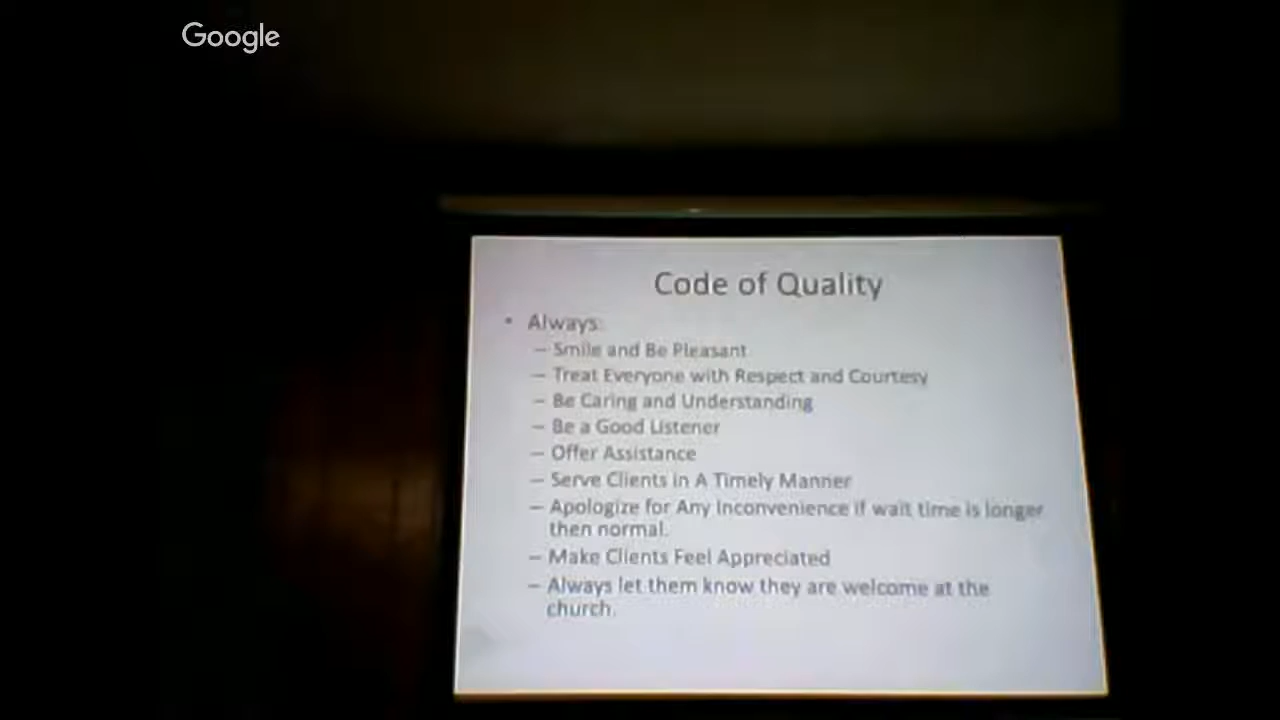 Google
Code of Quality
• Always:
– Smile and Be Pleasant
– Treat Everyone with Respect and Courtesy
– Be Caring and Understanding
– Be a Good Listener
– Offer Assistance
– Serve Clients in A Timely Manner
– Apologize for Any Inconvenience if wait time is longer
then normal.
– Make Clients Feel Appreciated
– Always let them know they are welcome at the
church.